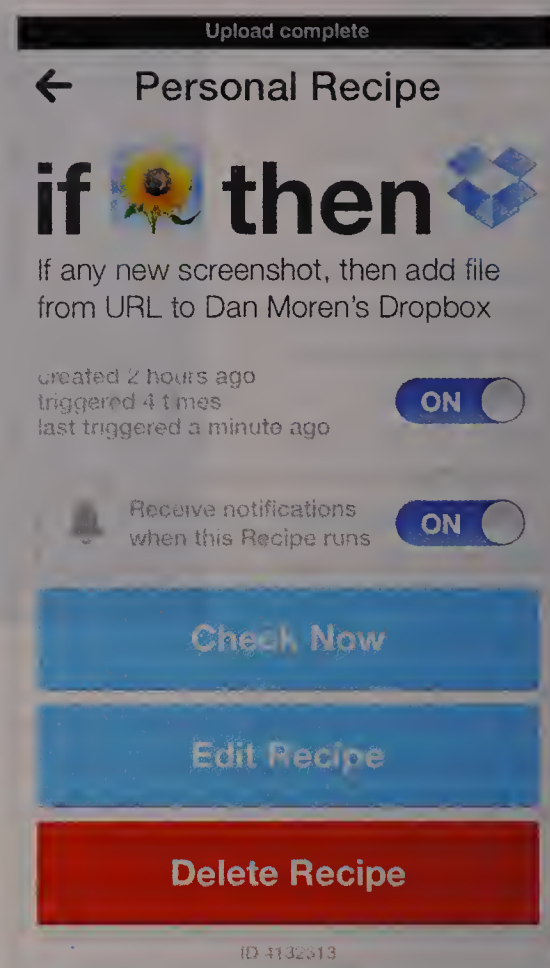 Upload complete
Personal Recipe
if then
If any new screenshot, then add file
from URL to Dan Moren's Dropbox
created 2 hours ago
triggered 4 times
last triggered a minute ago
ON
Receive notifications
when this Recipe runs
ON
Check Now
Edit Recipe
Delete Recipe
ID 4132513